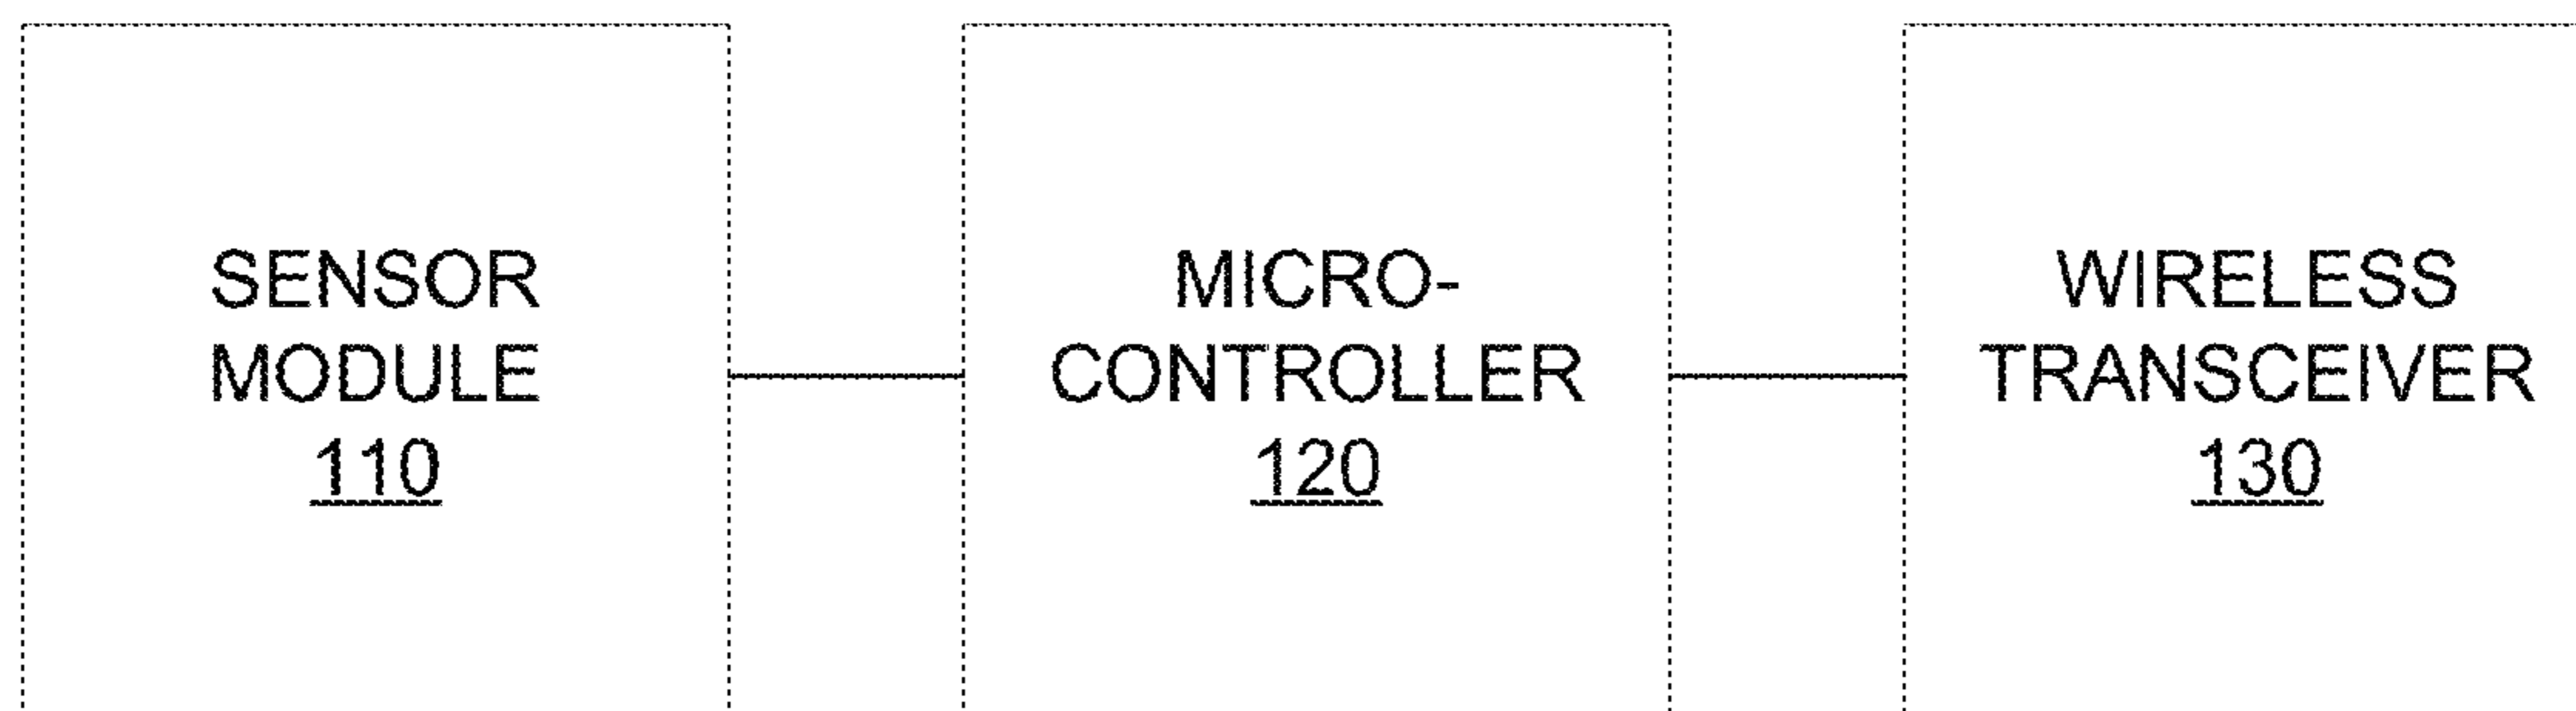 SENSOR
MODULE
110
MICRO-
CONTROLLER
120
WIRELESS
TRANSCEIVER
130